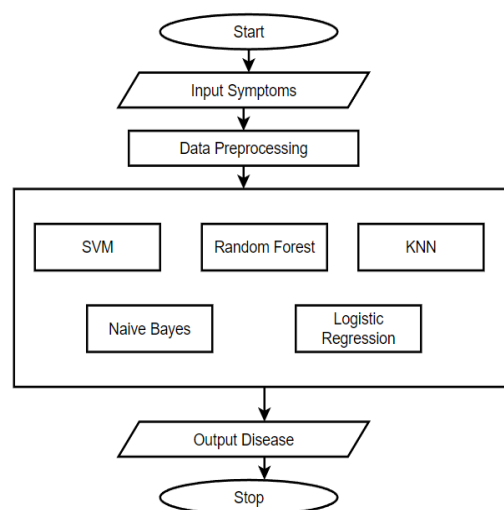 Start
Input Symptoms
Data Preprocessing
SVM
Random Forest
KNN
Naive Bayes
Logistic
Regression
Output Disease
Stop